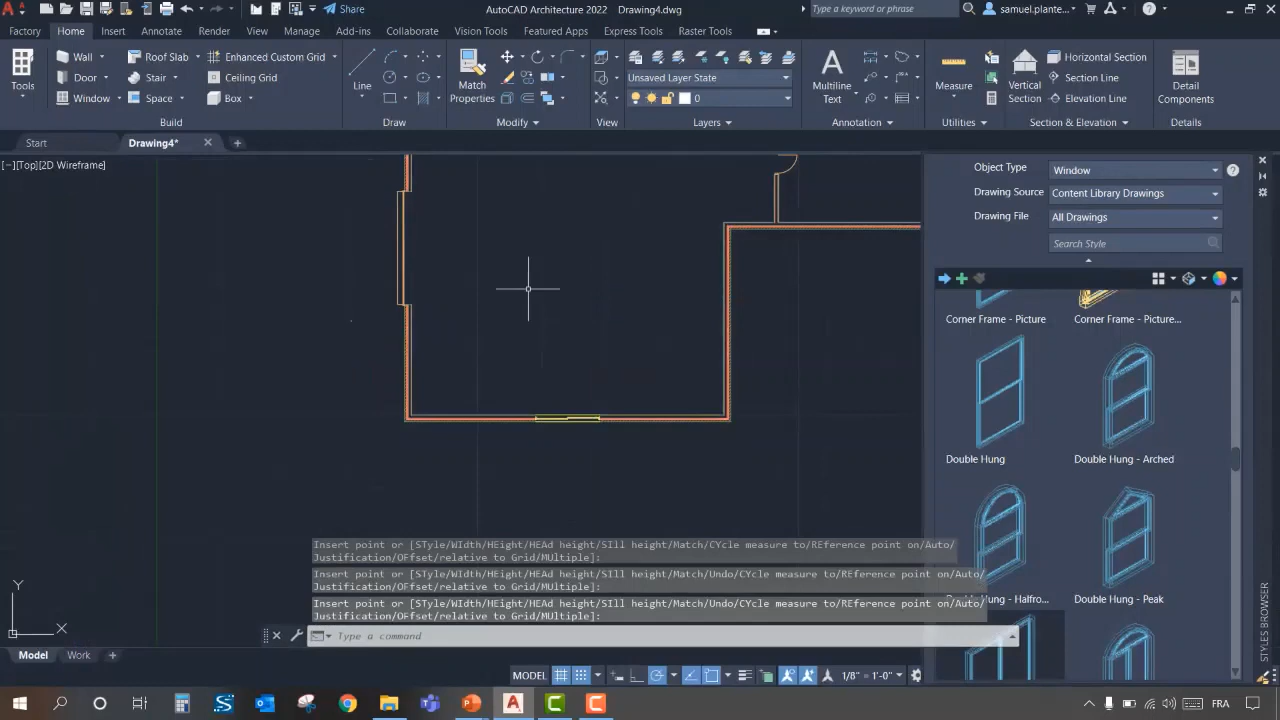 Share
AutoCAD Architecture 2022 Drawing4.dwg
Type a keyword or phrase
samuel.plante...
Factory Home Insert Annotate Render View Manage Add-ins Collaborate Vision Tools Featured Apps Express Tools Raster Tools
Wall Roof Slab Enhanced Custom Grid
Door Stair Ceiling Grid
Window Space Box
Tools
Line
Match
Properties
Unsaved Layer State
0
Multiline
Text
Measure
Vertical
Section
Horizontal Section
Section Line
Elevation Line
Detail
Components
Build Draw Modify View Layers Annotation Utilities Section & Elevation Details
Start Drawing4*
[−][Top][2D Wireframe]
Object Type Window
Drawing Source Content Library Drawings
Drawing File All Drawings
Search Style
Corner Frame - Picture Corner Frame - Picture...
Double Hung Double Hung - Arched
Double Hung - Halfro... Double Hung - Peak
STYLES BROWSER
Insert point or [STyle/WIdth/HEight/HEAd height/SIll height/Match/CYcle measure to/REference point on/Auto/
Justification/OFfset/relative to Grid/MUltiple]:
Insert point or [STyle/WIdth/HEight/HEAd height/SIll height/Match/Undo/CYcle measure to/REference point on/Auto/
Justification/OFfset/relative to Grid/MUltiple]:
Insert point or [STyle/WIdth/HEight/HEAd height/SIll height/Match/Undo/CYcle measure to/REference point on/Auto/
Justification/OFfset/relative to Grid/MUltiple]:
Type a command
Y
X
Model Work
MODEL 1/8" = 1'-0"
FRA